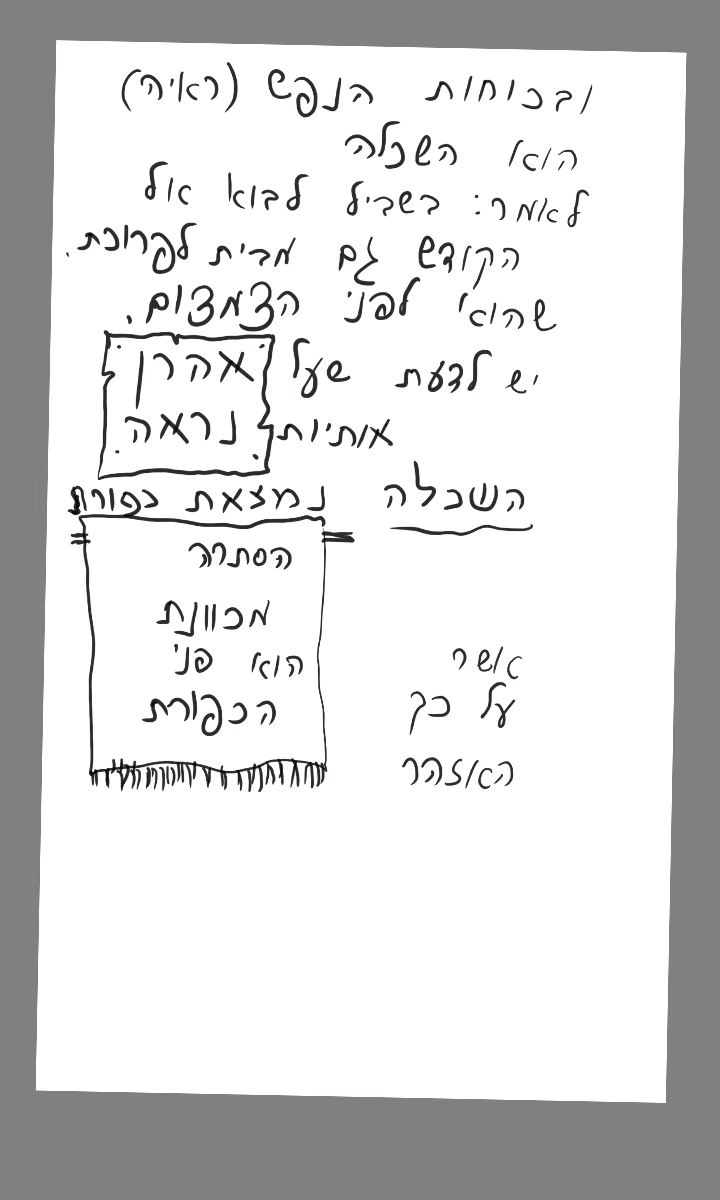 ובכוחות הנפש (ראיה)
הוא השכלה
לאמר: בשביל לבוא אל
הקודש גם מבית לפרוכת.
שהוא לפני הצמצום.
יש לדעת שעל אהרן
אותיות נראה
השכלה נמצאת כפורת
הסתרה
מכוונת
אשר הוא פני
על כך הכפורת
האזהר